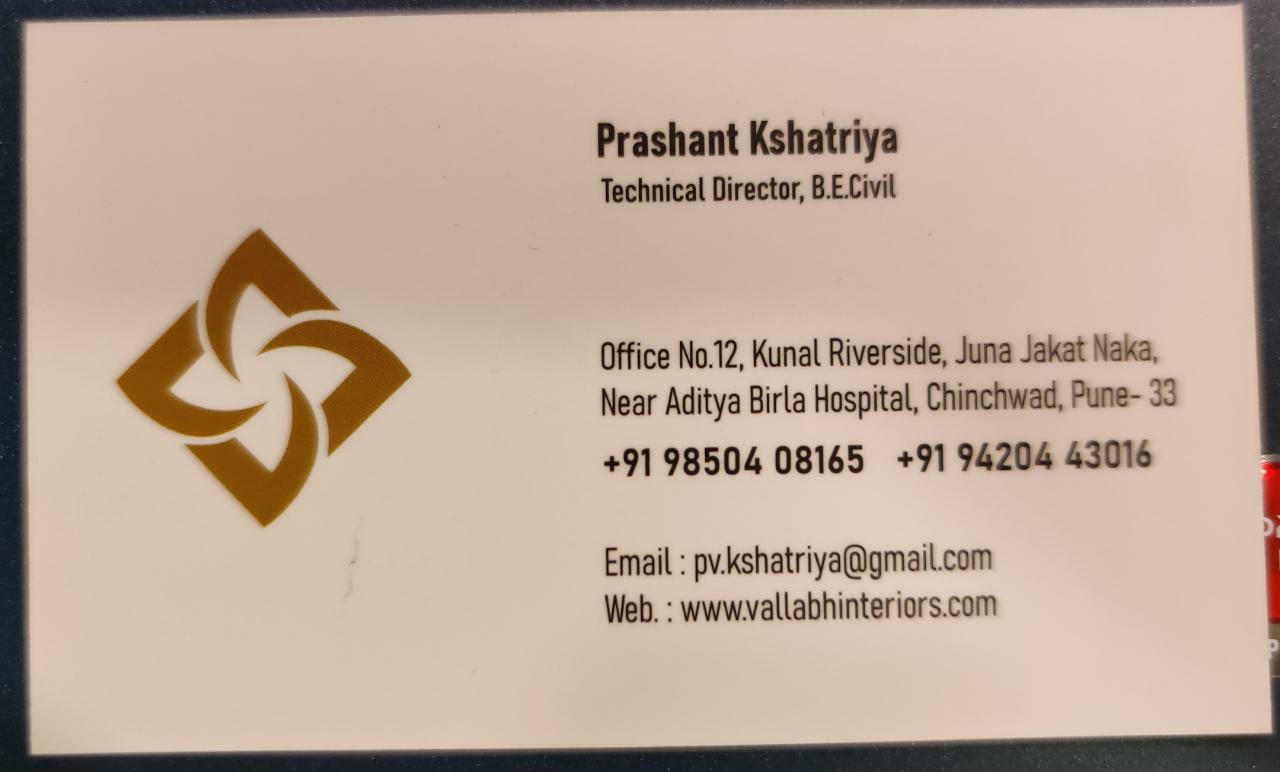 Prashant Kshatriya
Technical Director, B.E.Civil
Office No.12, Kunal Riverside, Juna Jakat Naka,
Near Aditya Birla Hospital, Chinchwad, Pune- 33
+91 98504 08165 +91 94204 43016
Email : pv.kshatriya@gmail.com
Web. : www.vallabhinteriors.com